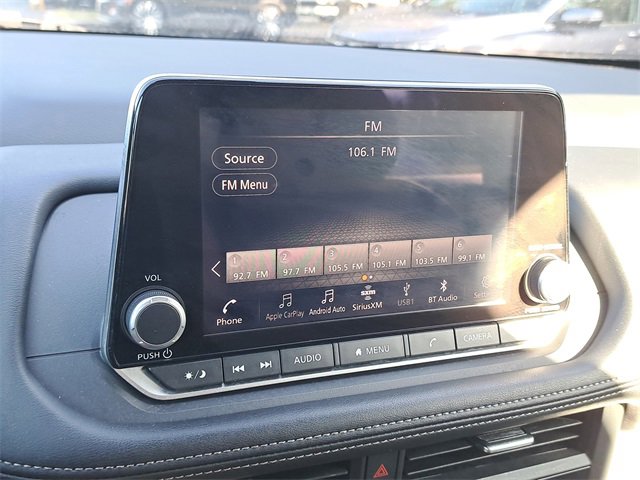 FM
106.1 FM
Source
FM Menu
1 2 3 4 5 6
92.7 FM 97.7 FM 105.5 FM 105.1 FM 103.5 FM 99.1 FM
Phone Apple CarPlay Android Auto SiriusXM USB1 BT Audio Settings
VOL
PUSH
AUDIO MENU CAMERA